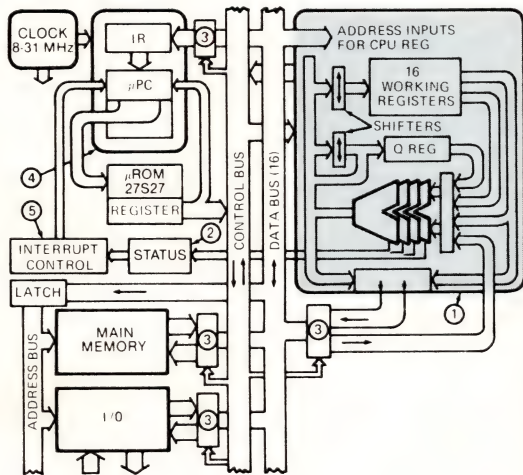 CLOCK
8-31 MHz
IR
3
μPC
4
μROM
27S27
REGISTER
5
INTERRUPT
CONTROL
STATUS
2
LATCH
ADDRESS BUS
MAIN
MEMORY
3
I/O
3
CONTROL BUS
DATA BUS (16)
ADDRESS INPUTS
FOR CPU REG
16
WORKING
REGISTERS
SHIFTERS
Q REG
1
3